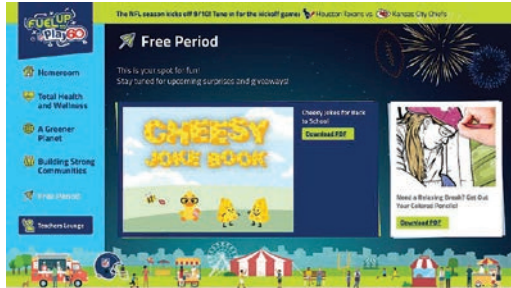 The NFL season kicks off 9/10! Tune in for the kickoff game: Houston Texans vs. Kansas City Chiefs
FUEL UP
to
Play60
Free Period
This is your spot for fun!
Stay tuned for upcoming surprises and giveaways!
Homeroom
Total Health
and Wellness
A Greener
Planet
Building Strong
Communities
Free Period
Teachers Lounge
CHEESY
JOKE BOOK
Cheesy Jokes for Back
to School!
Download PDF
Need a Relaxing Break? Get Out
Your Colored Pencils!
Download PDF